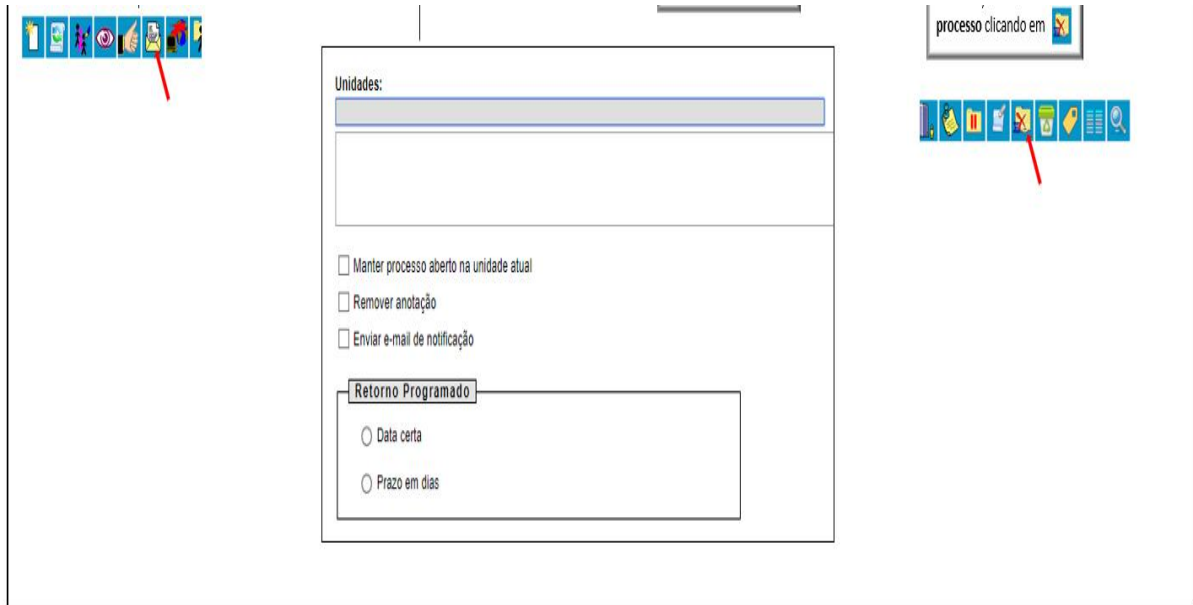 processo clicando em
Unidades:
Manter processo aberto na unidade atual
Remover anotação
Enviar e-mail de notificação
Retorno Programado
Data certa
Prazo em dias